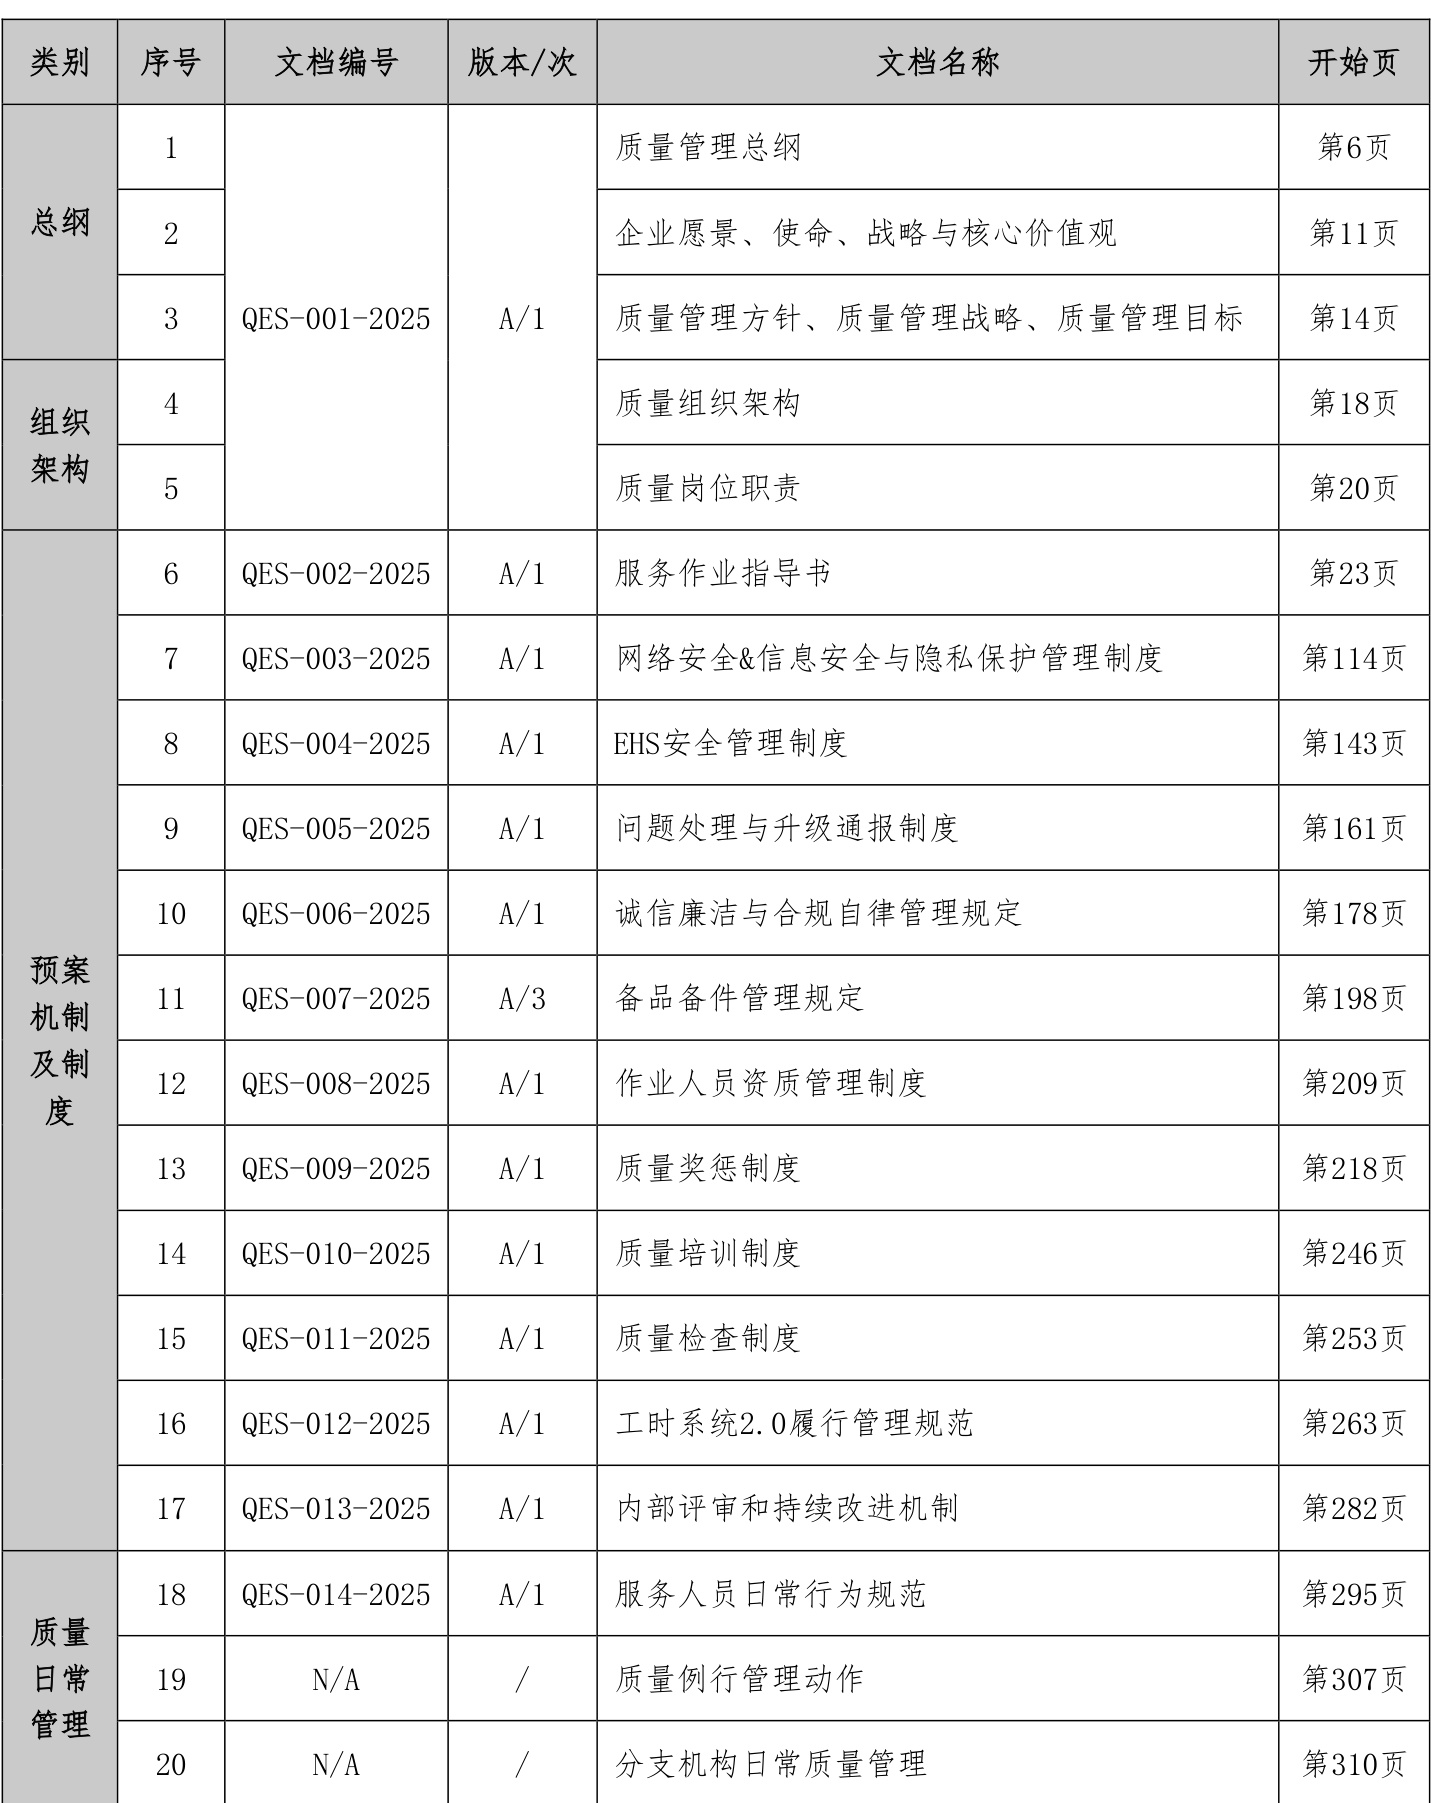 类别 序号 文档编号 版本/次 文档名称 开始页
总纲
1 质量管理总纲 第6页
2 企业愿景、使命、战略与核心价值观 第11页
QES-001-2025 A/1
3 质量管理方针、质量管理战略、质量管理目标 第14页
组织
架构
4 质量组织架构 第18页
5 质量岗位职责 第20页
预案
机制
及制
度
6 QES-002-2025 A/1 服务作业指导书 第23页
7 QES-003-2025 A/1 网络安全&信息安全与隐私保护管理制度 第114页
8 QES-004-2025 A/1 EHS安全管理制度 第143页
9 QES-005-2025 A/1 问题处理与升级通报制度 第161页
10 QES-006-2025 A/1 诚信廉洁与合规自律管理规定 第178页
11 QES-007-2025 A/3 备品备件管理规定 第198页
12 QES-008-2025 A/1 作业人员资质管理制度 第209页
13 QES-009-2025 A/1 质量奖惩制度 第218页
14 QES-010-2025 A/1 质量培训制度 第246页
15 QES-011-2025 A/1 质量检查制度 第253页
16 QES-012-2025 A/1 工时系统2.0履行管理规范 第263页
17 QES-013-2025 A/1 内部评审和持续改进机制 第282页
质量
日常
管理
18 QES-014-2025 A/1 服务人员日常行为规范 第295页
19 N/A / 质量例行管理动作 第307页
20 N/A / 分支机构日常质量管理 第310页